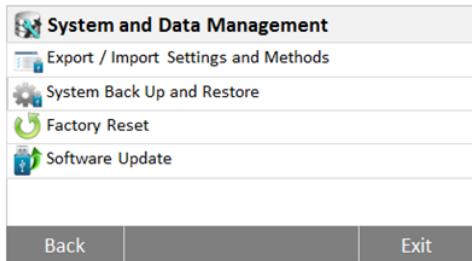 System and Data Management
Export / Import Settings and Methods
System Back Up and Restore
Factory Reset
Software Update
Back
Exit